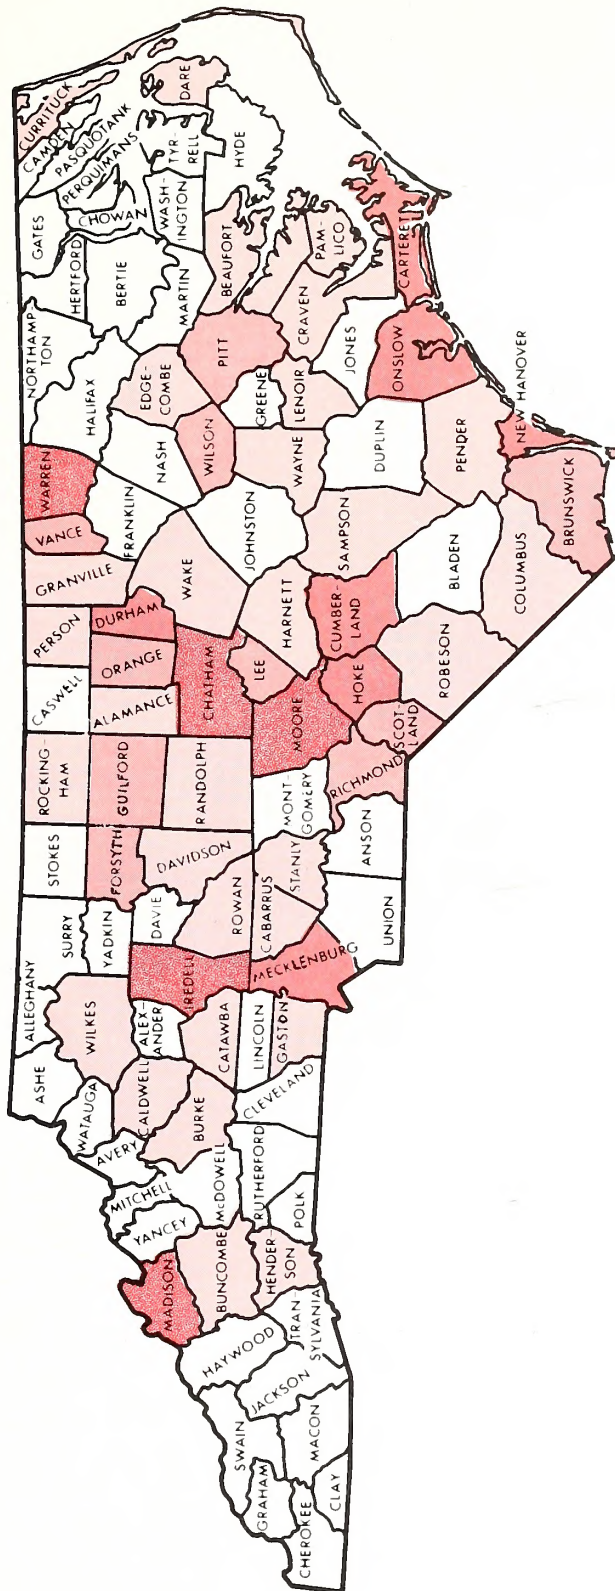 CURRITUCK
CAMDEN
PASQUOTANK
PERQUIMANS
GATES
CHOWAN
HERTFORD
BERTIE
NORTHAMP-
TON
HALIFAX
WARREN
VANCE
GRANVILLE
PERSON
CASWELL
ROCKING-
HAM
STOKES
SURRY
ALLEGHANY
ASHE
DARE
TYR-
RELL
HYDE
WASH-
INGTON
MARTIN
BEAUFORT
PAM-
LICO
CRAVEN
PITT
EDGE-
COMBE
NASH
WILSON
GREENE
LENOIR
JONES
CARTERET
ONSLOW
FRANKLIN
WAKE
JOHNSTON
WAYNE
DUPLIN
SAMPSON
PENDER
NEW HANOVER
BRUNSWICK
COLUMBUS
BLADEN
ROBESON
CUMBER-
LAND
HARNETT
LEE
HOKE
SCOT-
LAND
RICHMOND
MOORE
CHATHAM
DURHAM
ORANGE
ALAMANCE
GUILFORD
RANDOLPH
MONT-
GOMERY
ANSON
UNION
STANLY
CABARRUS
MECKLENBURG
ROWAN
DAVIDSON
FORSYTH
DAVIE
YADKIN
IREDELL
WILKES
ALEX-
ANDER
CATAWBA
LINCOLN
GASTON
CLEVELAND
CALDWELL
BURKE
WATAUGA
AVERY
MITCHELL
YANCEY
McDOWELL
RUTHERFORD
POLK
MADISON
BUNCOMBE
HENDER-
SON
HAYWOOD
TRAN-
SYLVANIA
JACKSON
SWAIN
MACON
GRAHAM
CHEROKEE
CLAY